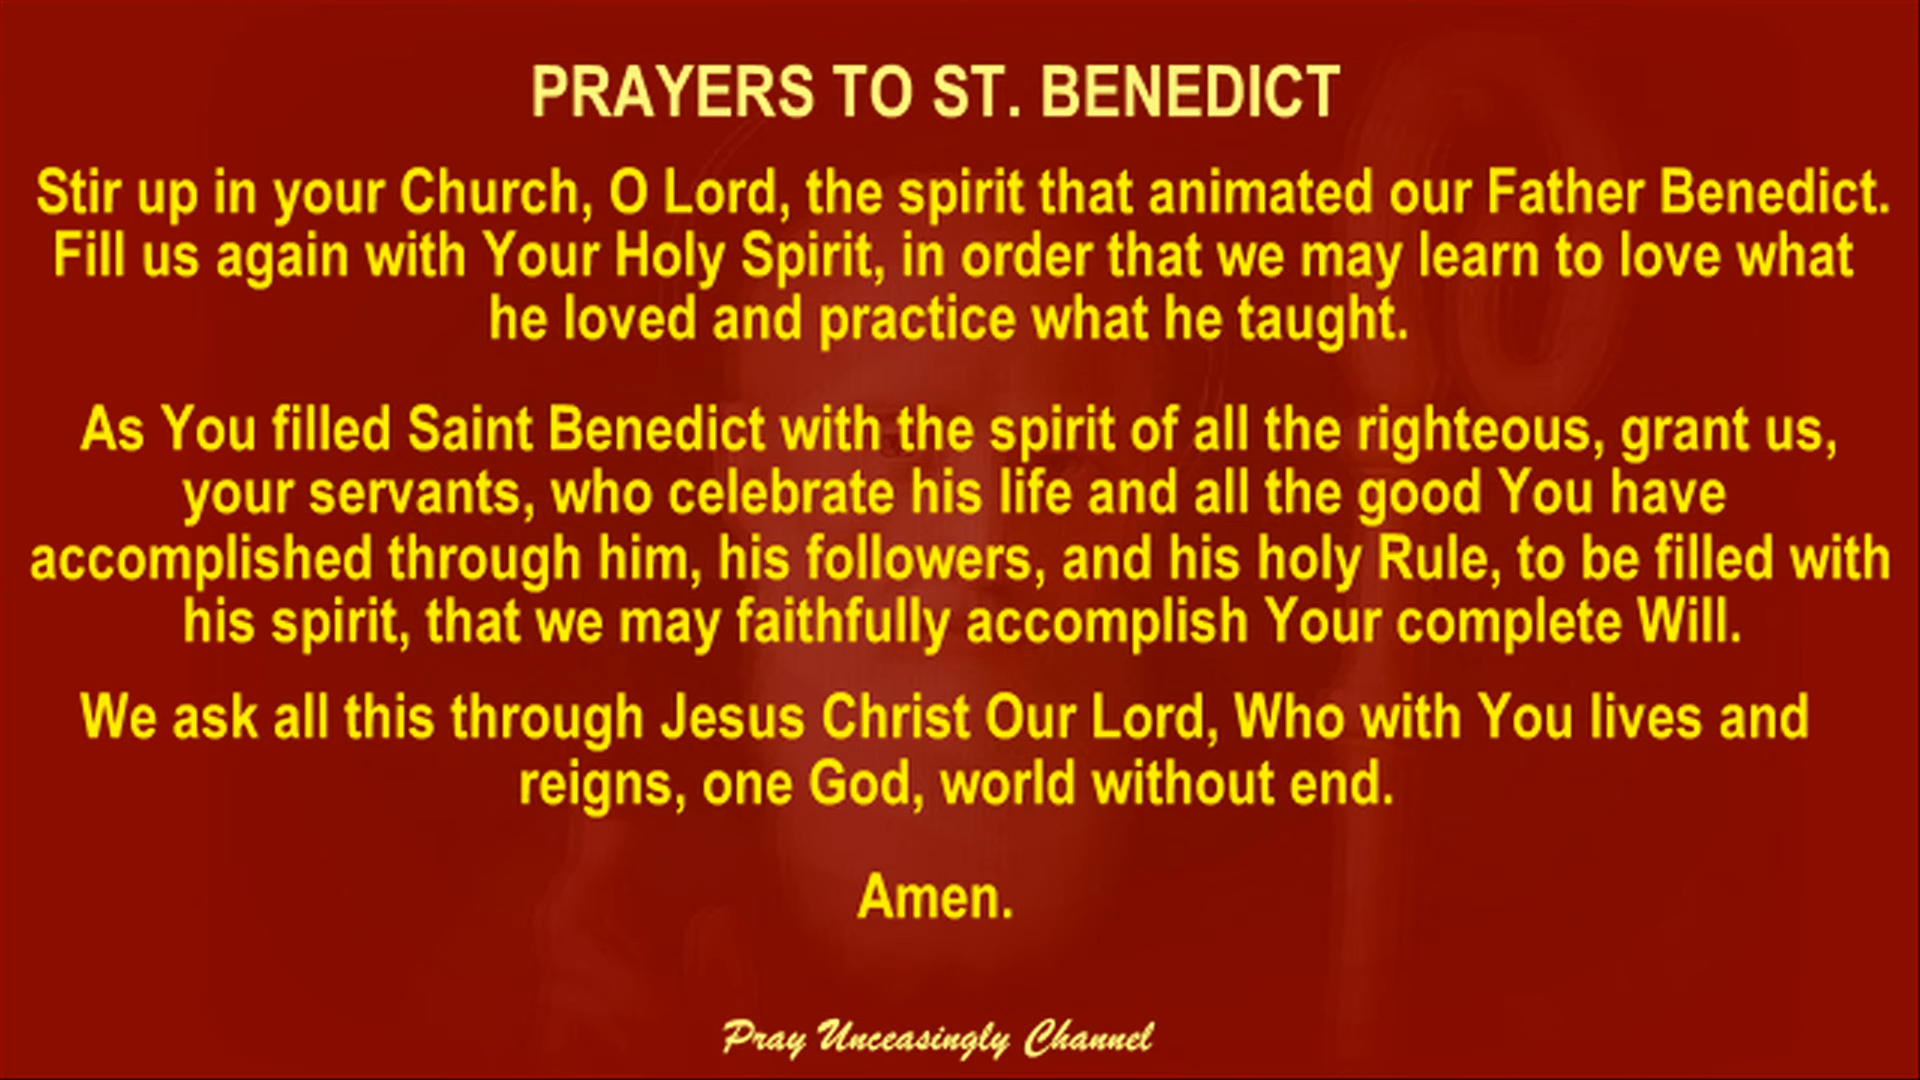 PRAYERS TO ST. BENEDICT
Stir up in your Church, O Lord, the spirit that animated our Father Benedict.
Fill us again with Your Holy Spirit, in order that we may learn to love what
he loved and practice what he taught.
As You filled Saint Benedict with the spirit of all the righteous, grant us,
your servants, who celebrate his life and all the good You have
accomplished through him, his followers, and his holy Rule, to be filled with
his spirit, that we may faithfully accomplish Your complete Will.
We ask all this through Jesus Christ Our Lord, Who with You lives and
reigns, one God, world without end.
Amen.
Pray Unceasingly Channel